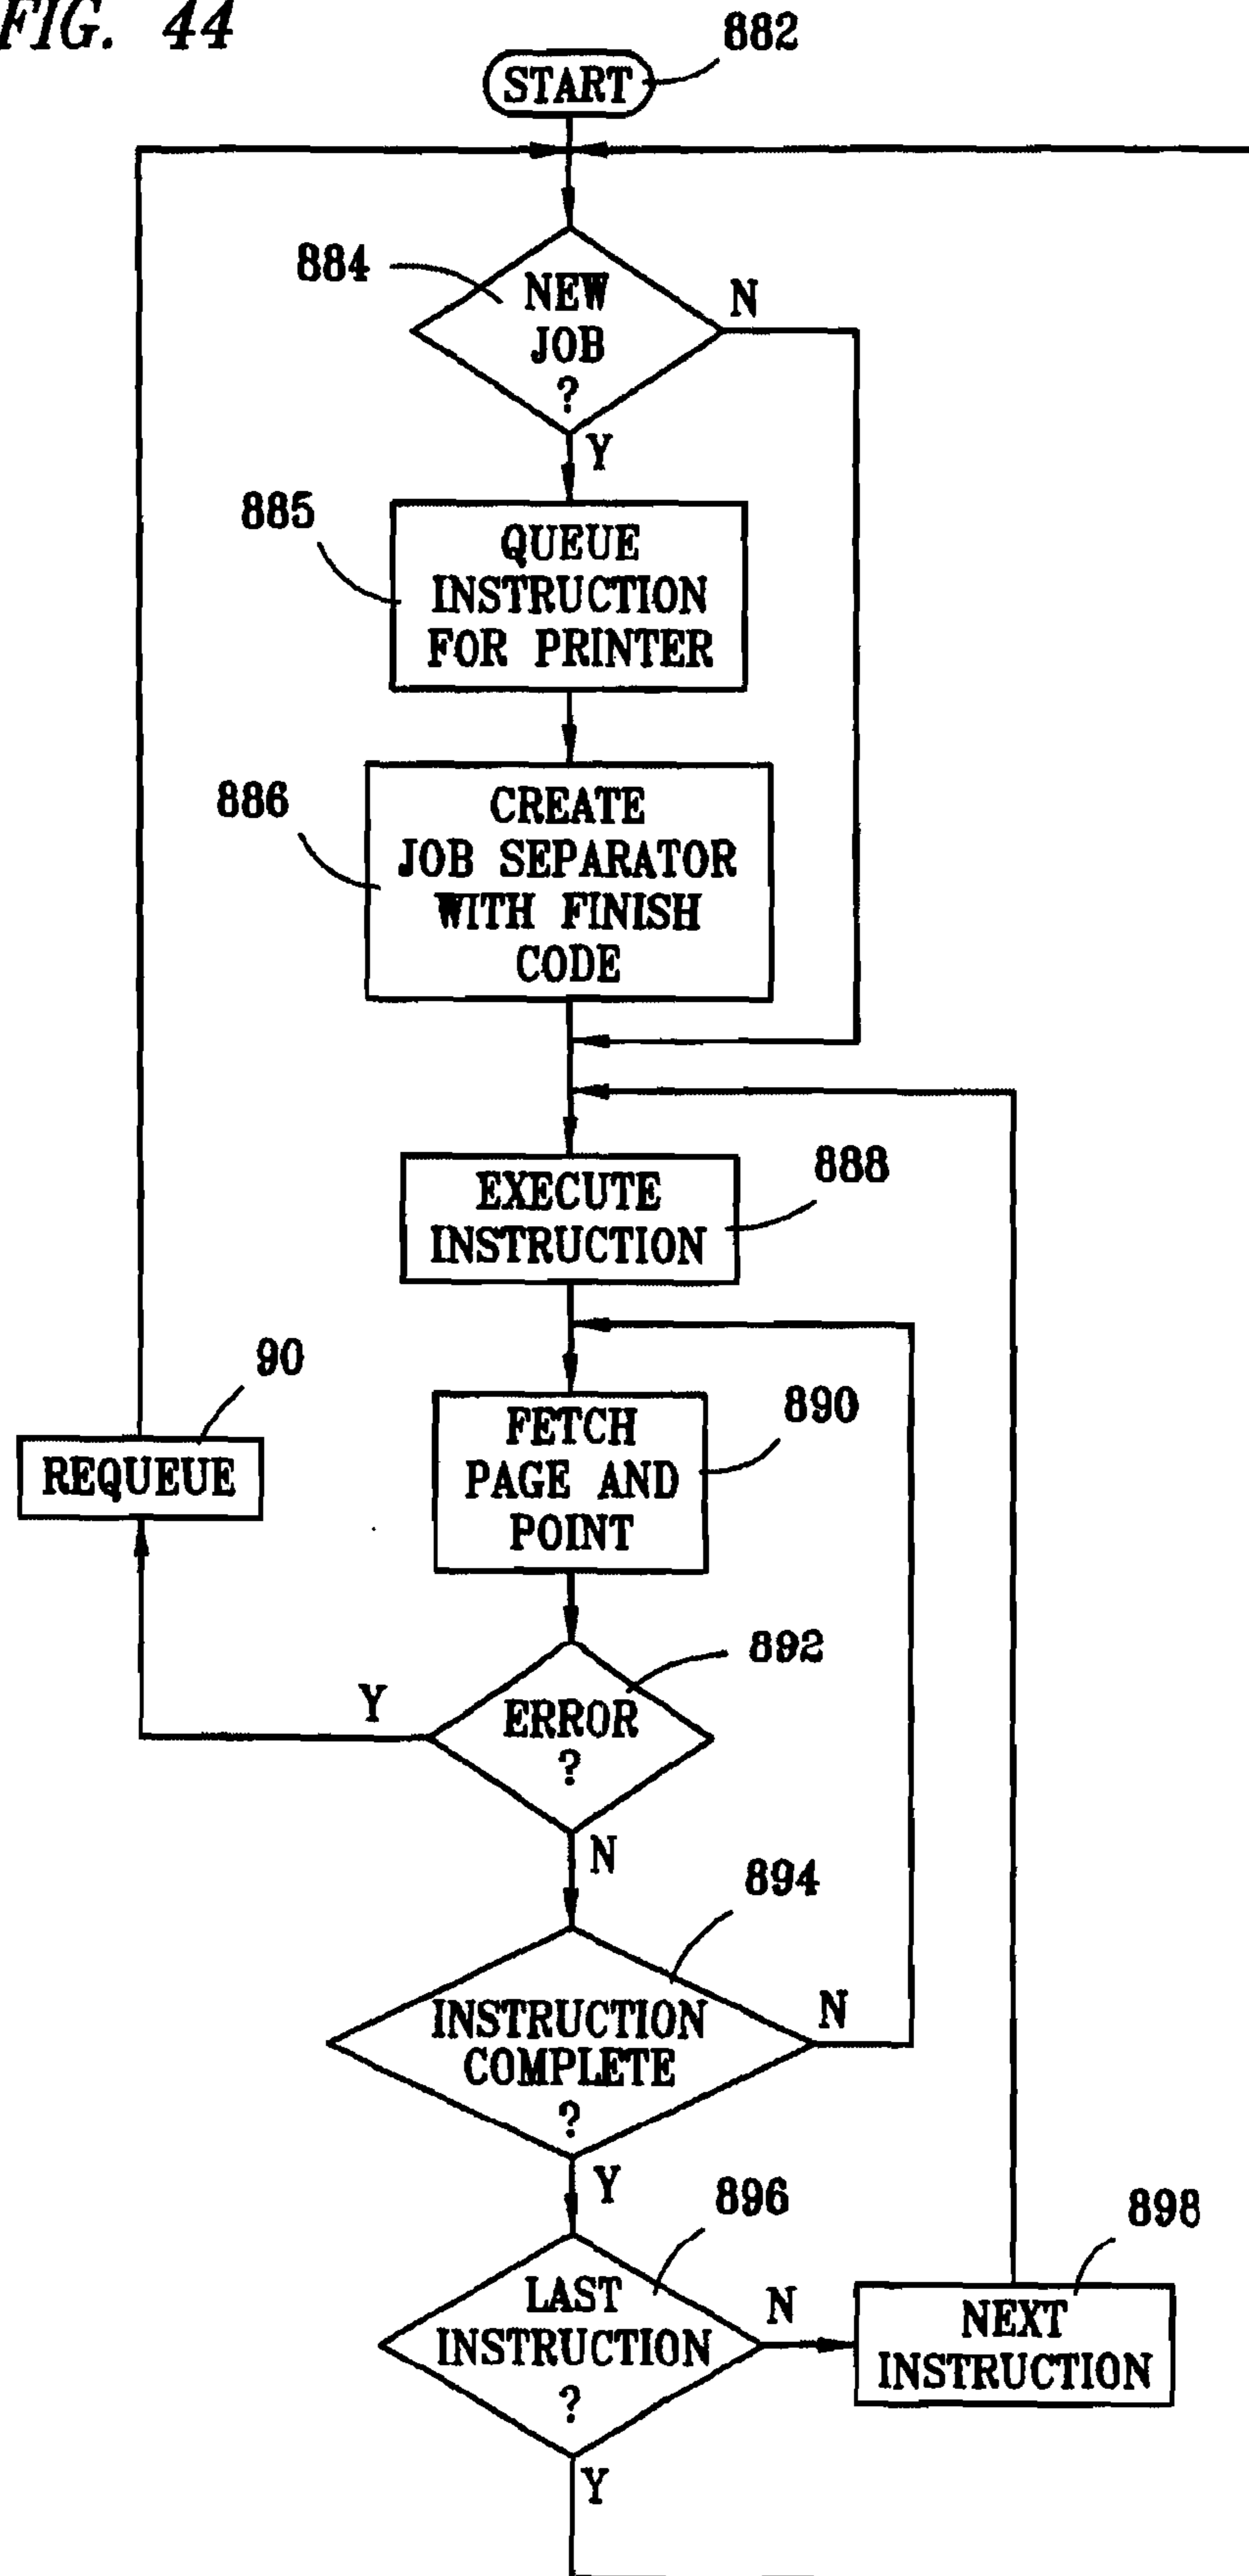 FIG. 44
882
START
884
NEW
JOB
?
N
Y
885
QUEUE
INSTRUCTION
FOR PRINTER
886
CREATE
JOB SEPARATOR
WITH FINISH
CODE
888
EXECUTE
INSTRUCTION
90
REQUEUE
890
FETCH
PAGE AND
POINT
892
ERROR
?
Y
N
894
INSTRUCTION
COMPLETE
?
N
Y
896
LAST
INSTRUCTION
?
N
898
NEXT
INSTRUCTION
Y